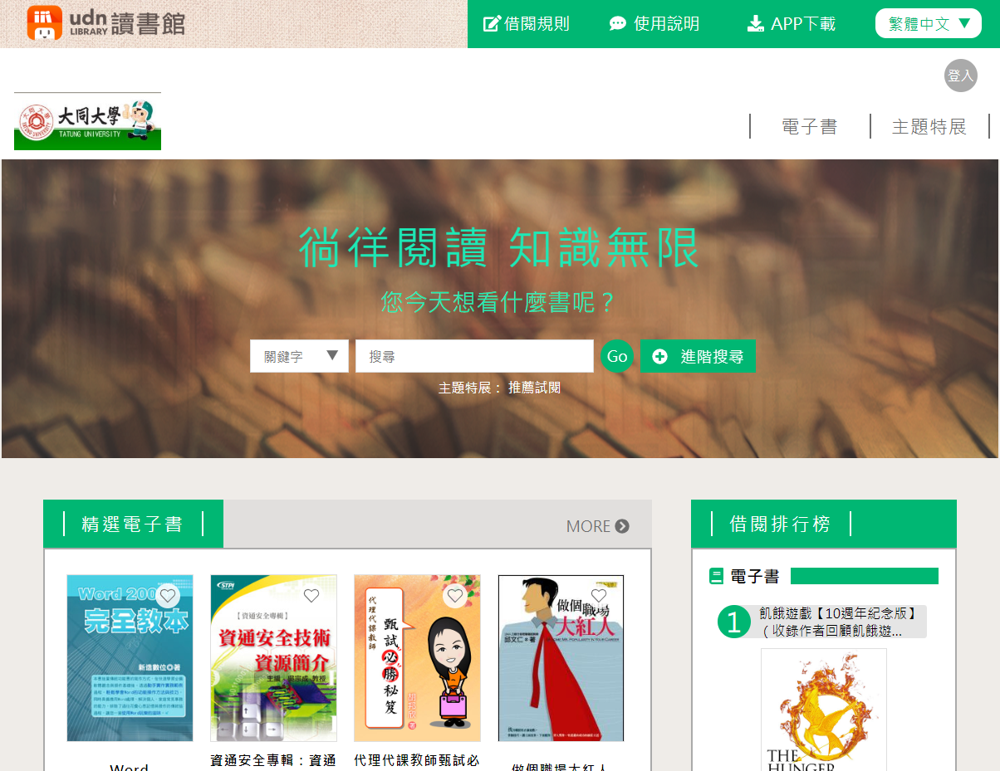 udn
LIBRARY 讀書館
借閱規則
使用說明
APP下載
繁體中文 ▼
登入
大同大學
TATUNG UNIVERSITY
電子書
主題特展
徜徉閱讀 知識無限
您今天想看什麼書呢？
關鍵字 ▼
搜尋
Go
進階搜尋
主題特展： 推薦試閱
精選電子書
MORE
Word 200
完全教本
新造數位◎著
STPI
【資通安全專輯】
資通安全技術
資源簡介
主編 吳宗成 教授
代理代課教師
甄試必勝秘笈
做個職場
大紅人
邱文仁＊著
Word
資通安全專輯：資通
代理代課教師甄試必
做個職場大紅人
借閱排行榜
電子書
1
飢餓遊戲【10週年紀念版】
（收錄作者回顧飢餓遊...
THE
HUNGER